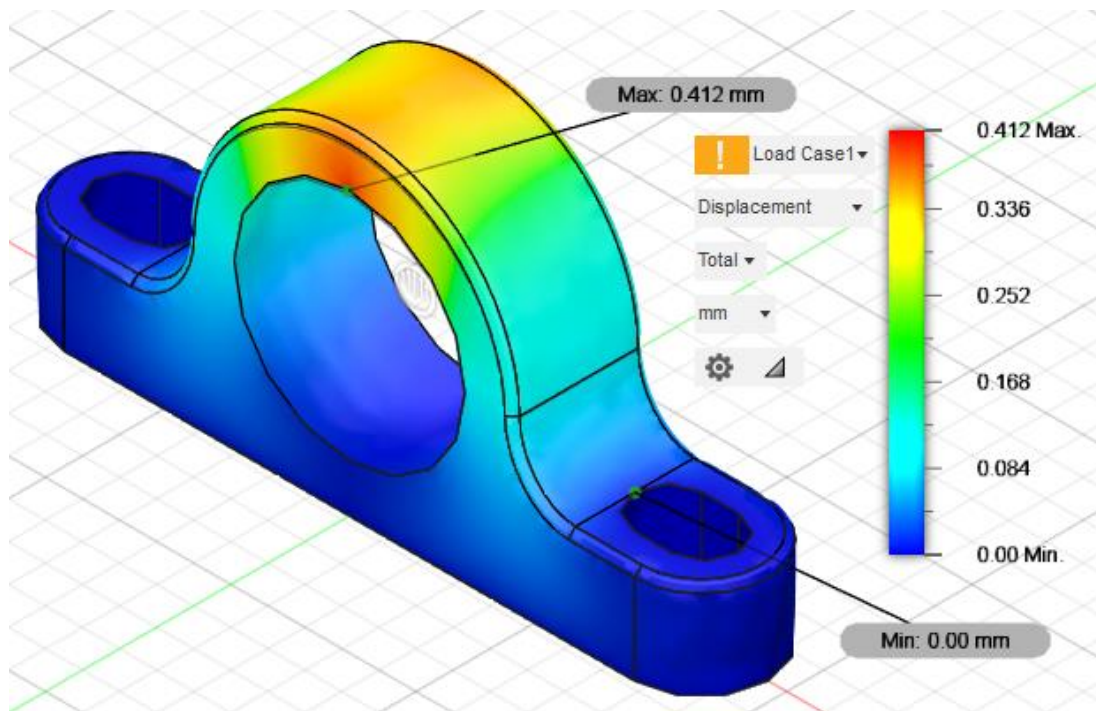 Max: 0.412 mm
Load Case1
Displacement
Total
mm
0.412 Max.
0.336
0.252
0.168
0.084
0.00 Min.
Min: 0.00 mm